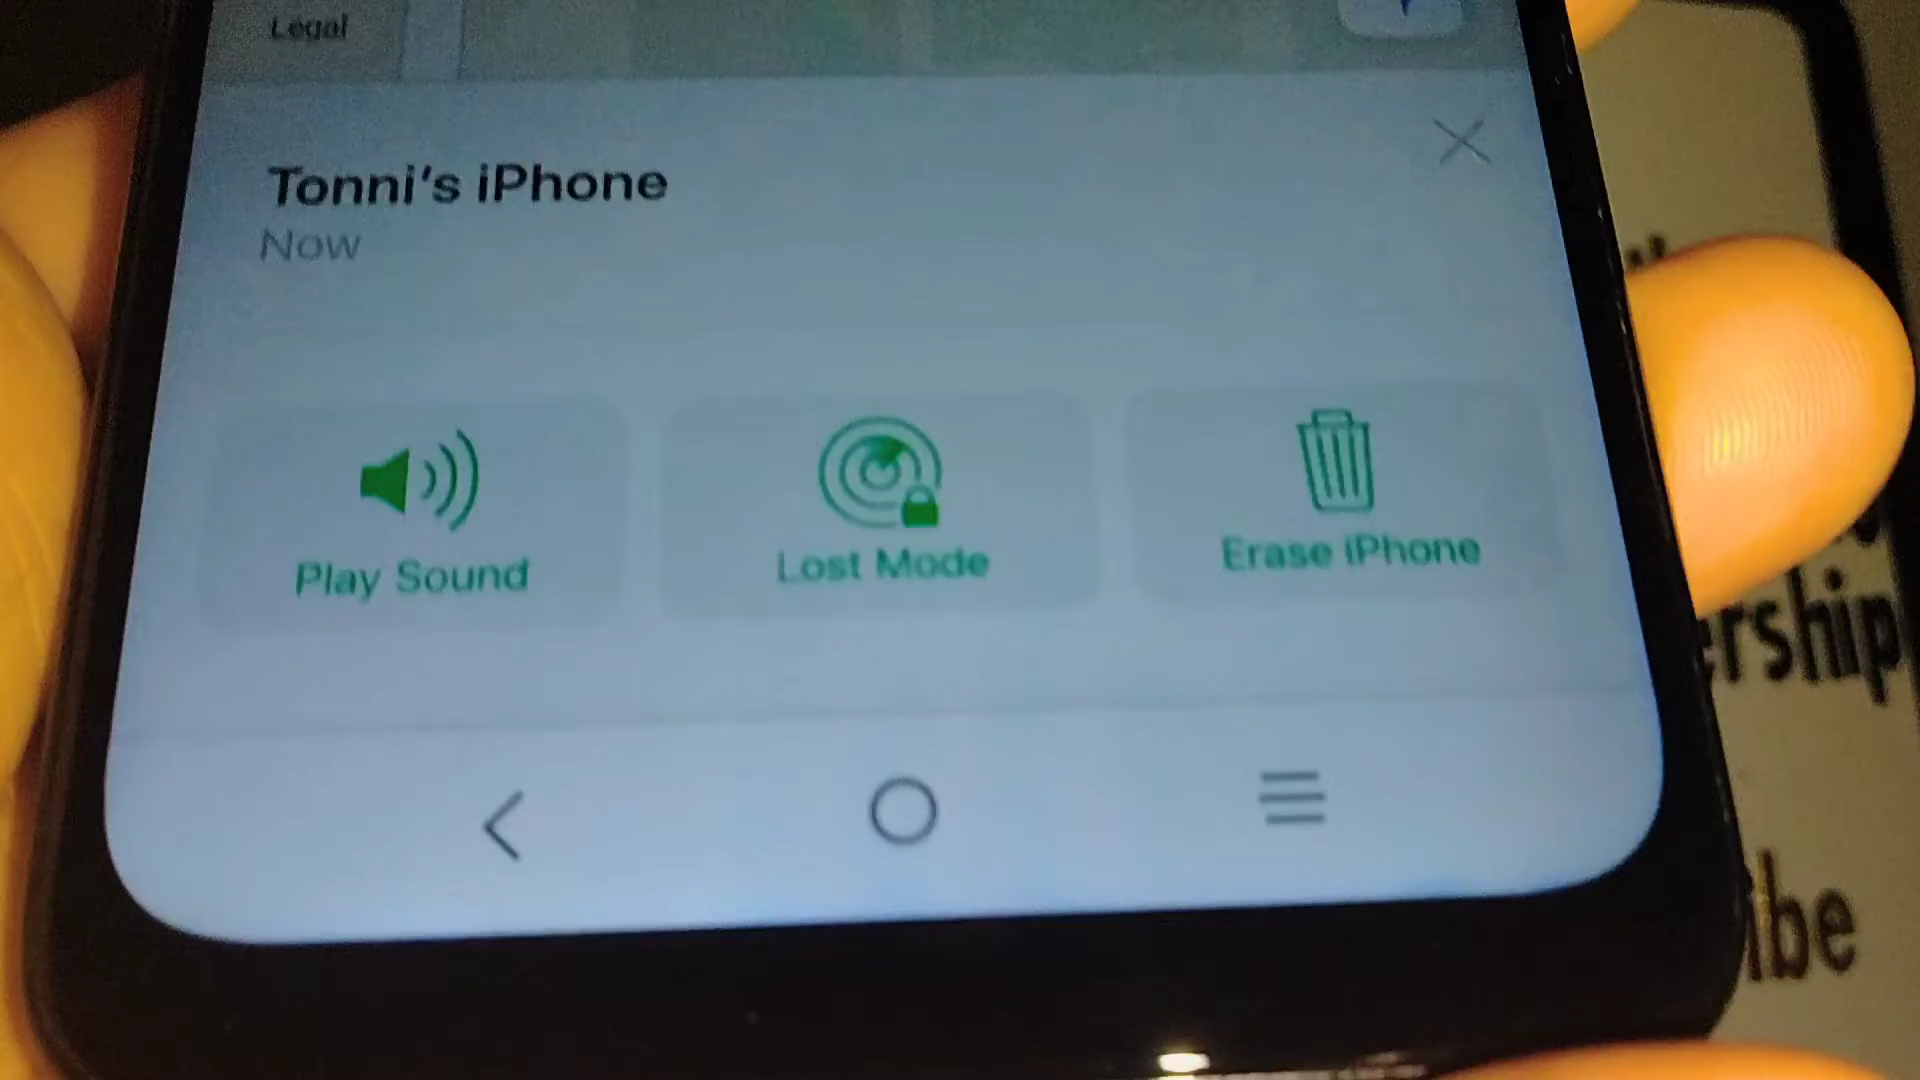 Legal
Tonni's iPhone
Now
Play Sound
Lost Mode
Erase iPhone
ership
ibe